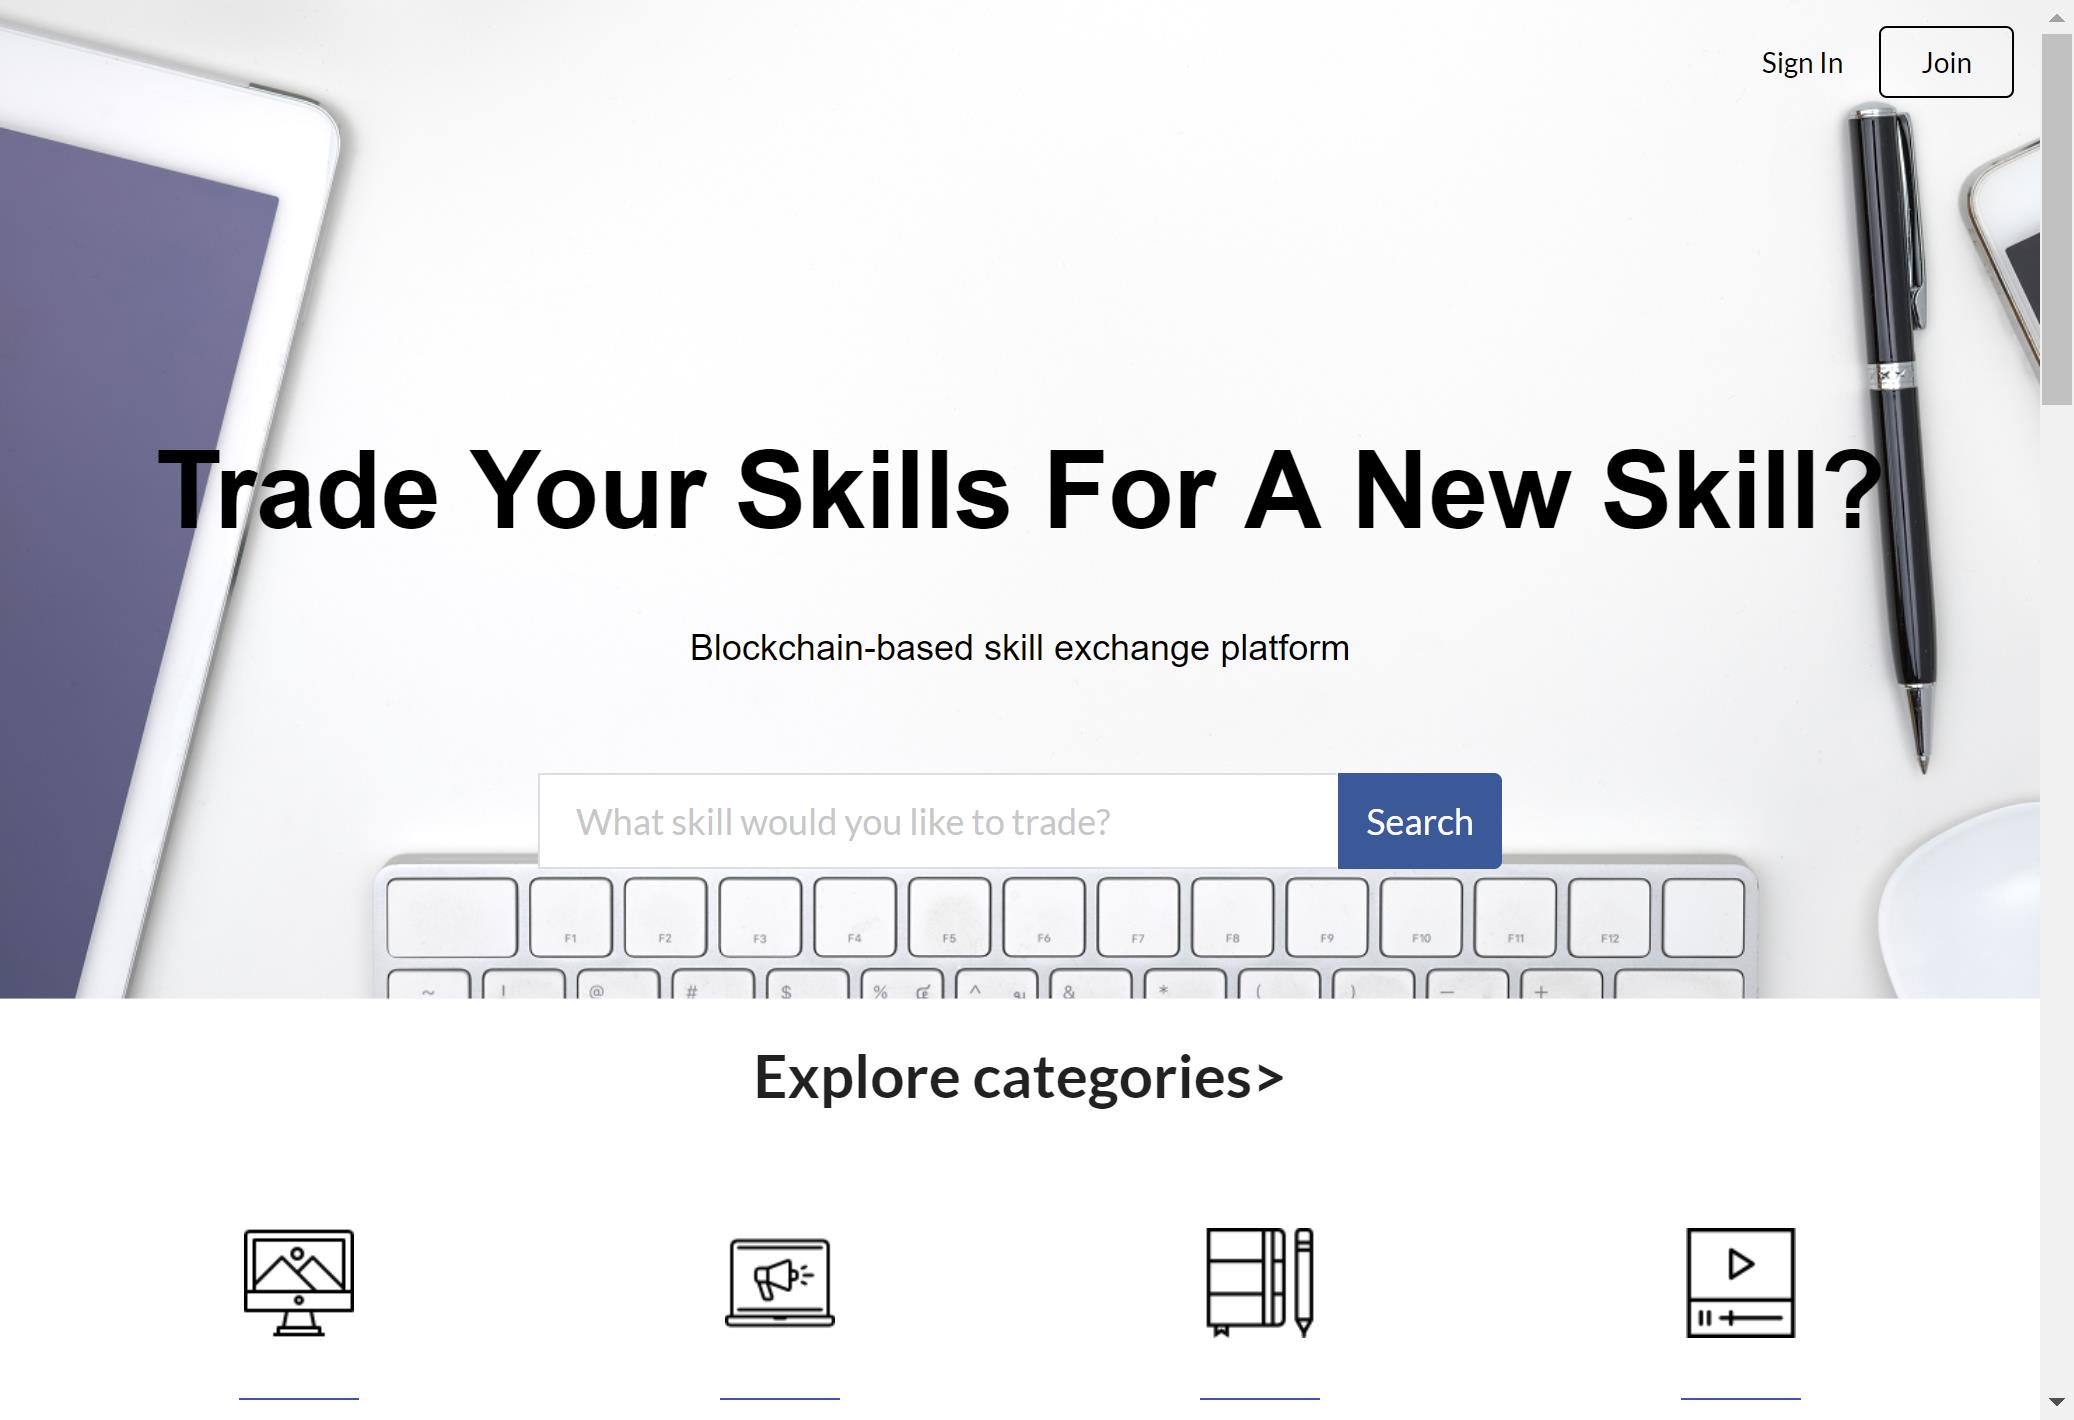 Sign In
Join
Trade Your Skills For A New Skill?
Blockchain-based skill exchange platform
What skill would you like to trade?
Search
F1 F2 F3 F4 F5 F6 F7 F8 F9 F10 F11 F12
~ ! @ # $ % ^ & * ( ) — +
Explore categories>